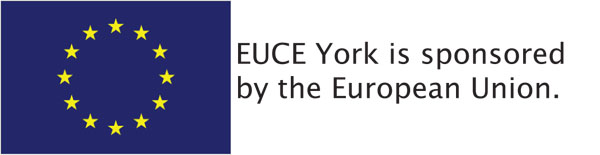 EUCE York is sponsored
by the European Union.